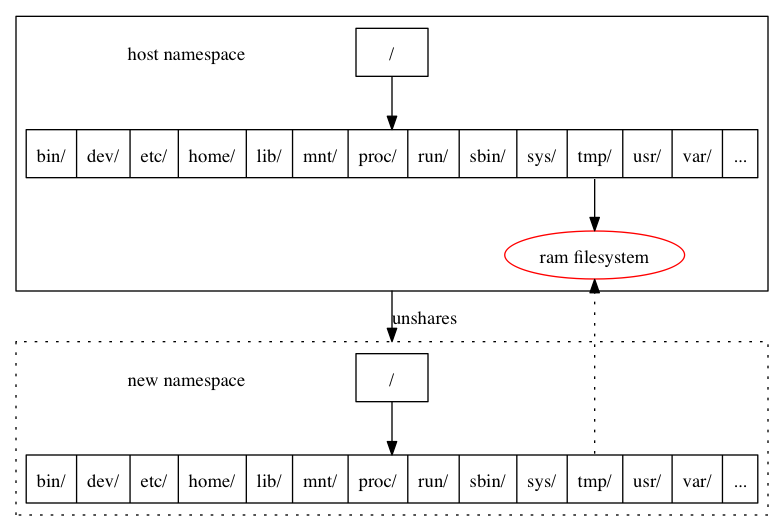 host namespace
/
bin/ dev/ etc/ home/ lib/ mnt/ proc/ run/ sbin/ sys/ tmp/ usr/ var/ ...
ram filesystem
unshares
new namespace
/
bin/ dev/ etc/ home/ lib/ mnt/ proc/ run/ sbin/ sys/ tmp/ usr/ var/ ...